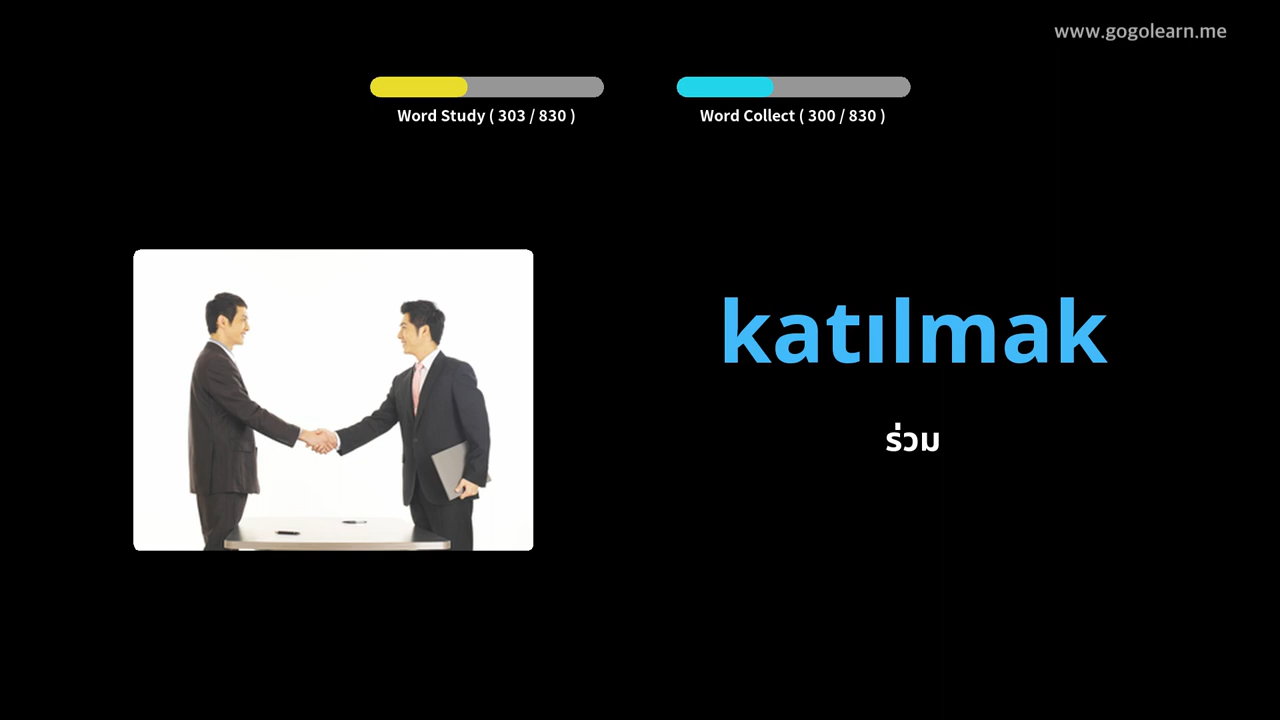 www.gogolearn.me
Word Study ( 303 / 830 )
Word Collect ( 300 / 830 )
katılmak
ร่วม